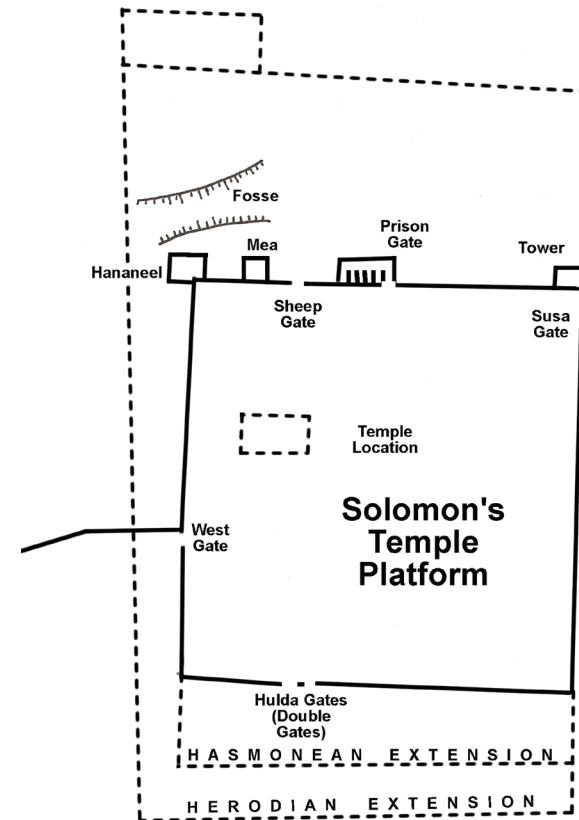 Fosse
Mea
Prison
Gate
Tower
Hananeel
Sheep
Gate
Susa
Gate
Temple
Location
Solomon's
Temple
Platform
West
Gate
Hulda Gates
(Double
Gates)
HASMONEAN EXTENSION
HERODIAN EXTENSION